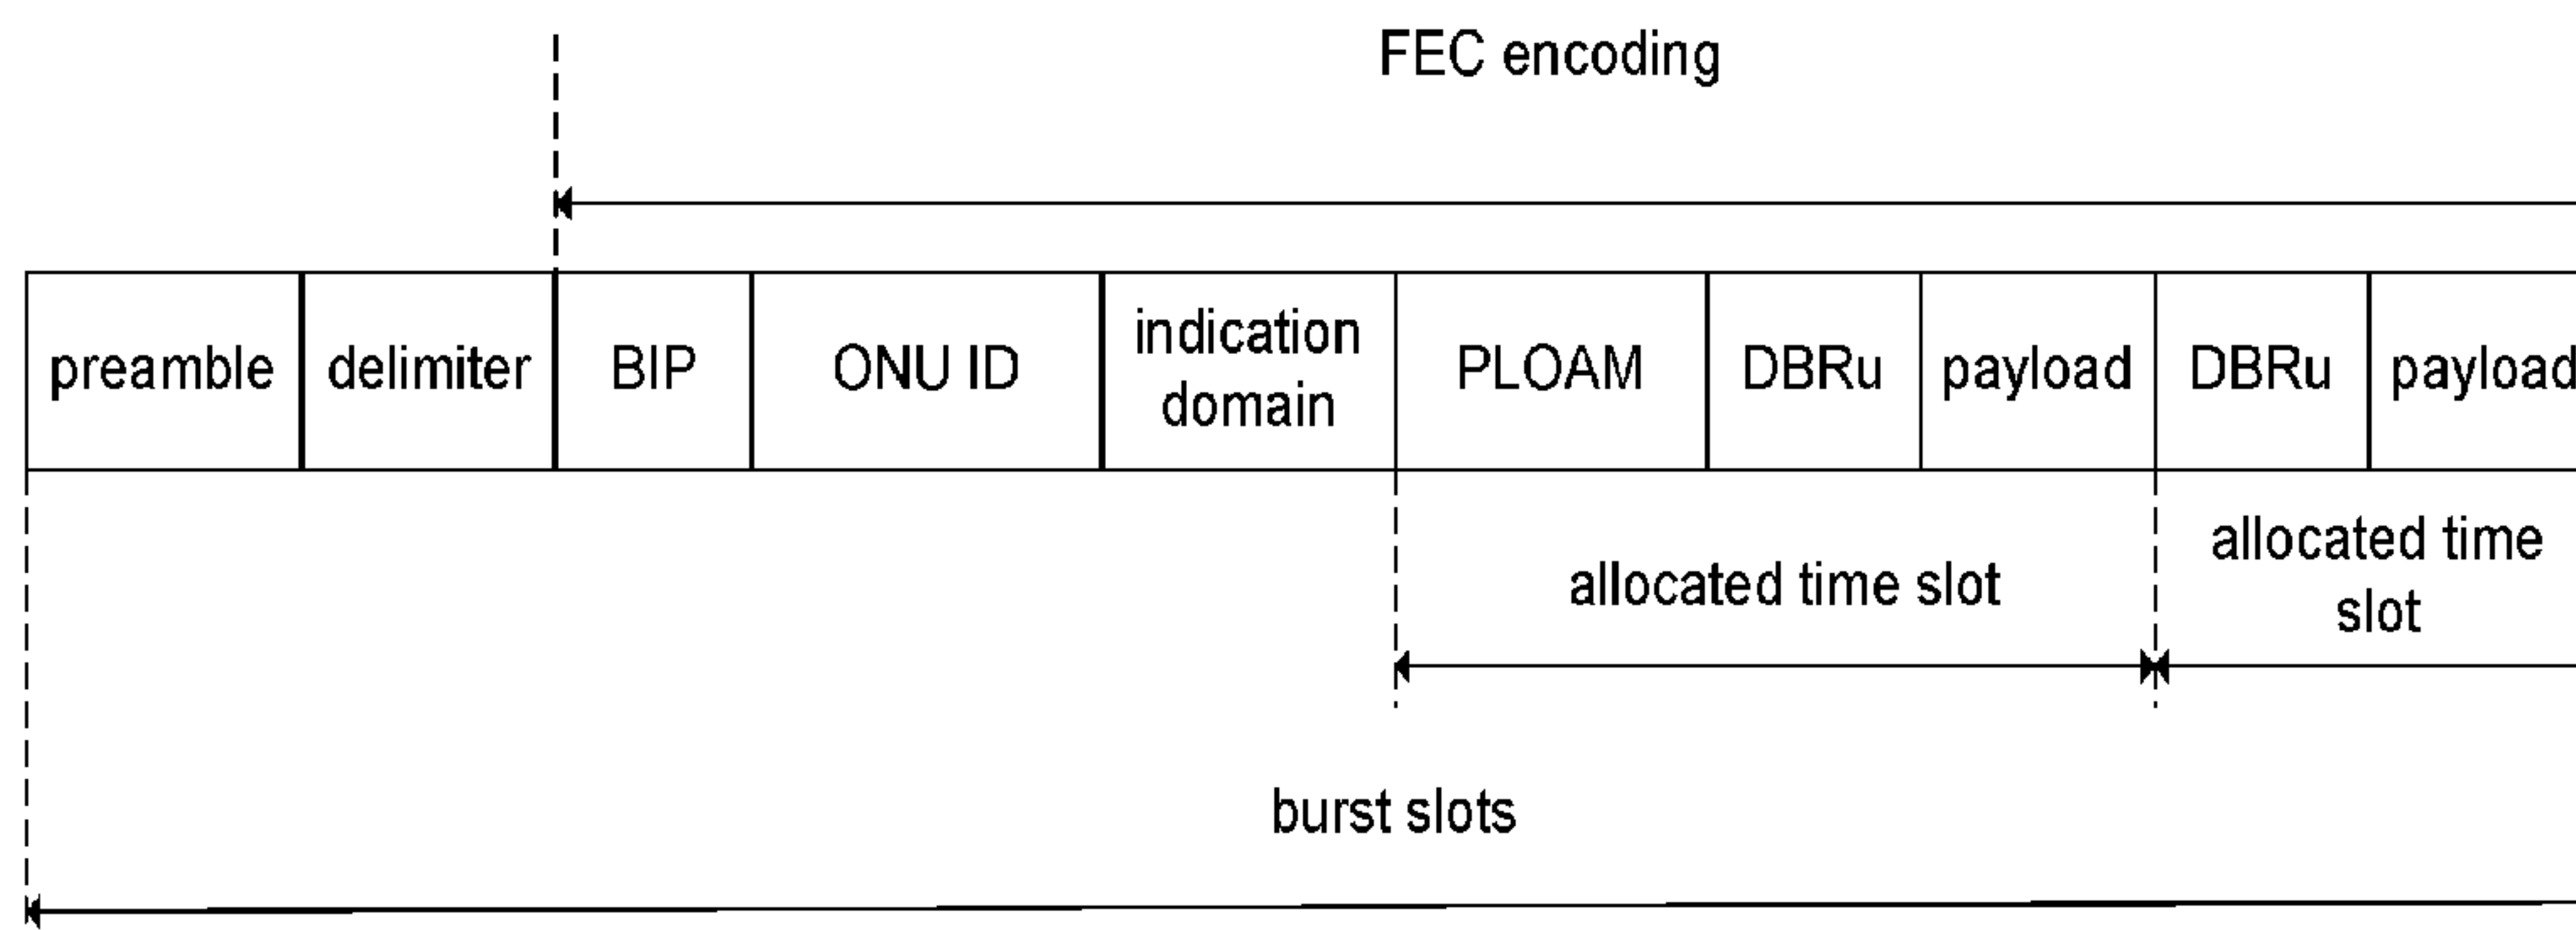 FEC encoding
preamble delimiter BIP ONU ID indication domain PLOAM DBRu payload DBRu payload
allocated time slot
allocated time
slot
burst slots